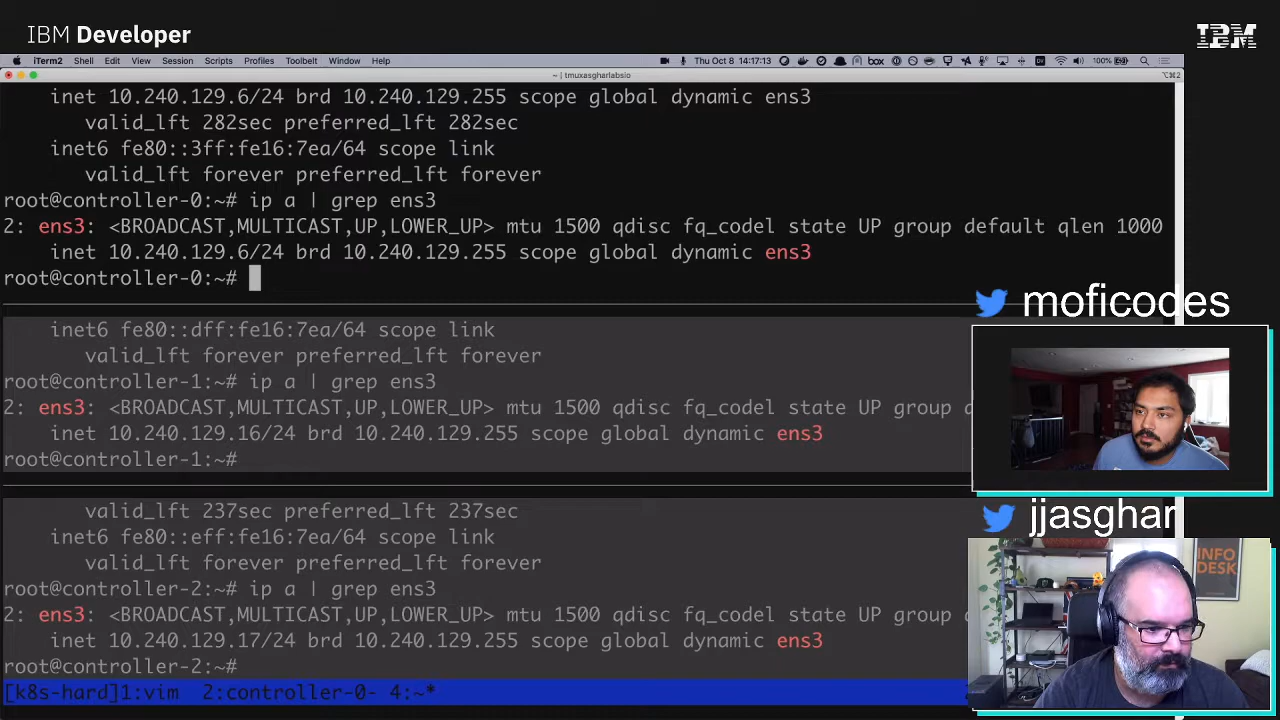 IBM Developer
IBM
iTerm2 Shell Edit View Session Scripts Profiles Toolbelt Window Help
box 100% Thu Oct 8 14:17:13
~ | tmuxasgharlabsio
⌥⌘2
inet 10.240.129.6/24 brd 10.240.129.255 scope global dynamic ens3
valid_lft 282sec preferred_lft 282sec
inet6 fe80::3ff:fe16:7ea/64 scope link
valid_lft forever preferred_lft forever
root@controller-0:~# ip a | grep ens3
2: ens3: <BROADCAST,MULTICAST,UP,LOWER_UP> mtu 1500 qdisc fq_codel state UP group default qlen 1000
inet 10.240.129.6/24 brd 10.240.129.255 scope global dynamic ens3
root@controller-0:~#
moficodes
inet6 fe80::dff:fe16:7ea/64 scope link
valid_lft forever preferred_lft forever
root@controller-1:~# ip a | grep ens3
2: ens3: <BROADCAST,MULTICAST,UP,LOWER_UP> mtu 1500 qdisc fq_codel state UP group
inet 10.240.129.16/24 brd 10.240.129.255 scope global dynamic ens3
root@controller-1:~#
jjasghar
valid_lft 237sec preferred_lft 237sec
inet6 fe80::eff:fe16:7ea/64 scope link
valid_lft forever preferred_lft forever
root@controller-2:~# ip a | grep ens3
2: ens3: <BROADCAST,MULTICAST,UP,LOWER_UP> mtu 1500 qdisc fq_codel state UP group
inet 10.240.129.17/24 brd 10.240.129.255 scope global dynamic ens3
root@controller-2:~#
INFO
DESK
[k8s-hard]1:vim 2:controller-0- 4:~*